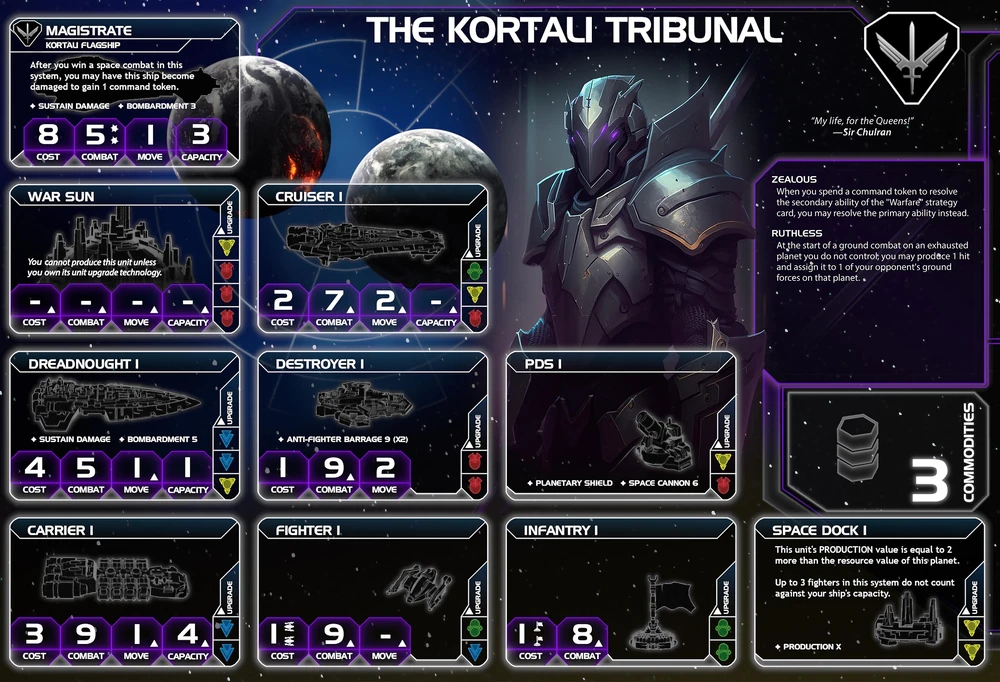 THE KORTALI TRIBUNAL
"My life, for the Queens!"
—Sir Chulran
MAGISTRATE
KORTALI FLAGSHIP
After you win a space combat in this
system, you may have this ship become
damaged to gain 1 command token.
SUSTAIN DAMAGE BOMBARDMENT 3
8 5 1 3
COST COMBAT MOVE CAPACITY
ZEALOUS
When you spend a command token to resolve
the secondary ability of the "Warfare" strategy
card, you may resolve the primary ability instead.
RUTHLESS
At the start of a ground combat on an exhausted
planet you do not control, you may produce 1 hit
and assign it to 1 of your opponent's ground
forces on that planet.
WAR SUN
You cannot produce this unit unless
you own its unit upgrade technology.
UPGRADE
- - - -
COST COMBAT MOVE CAPACITY
CRUISER I
UPGRADE
2 7 2 -
COST COMBAT MOVE CAPACITY
DREADNOUGHT I
SUSTAIN DAMAGE BOMBARDMENT 5
UPGRADE
4 5 1 1
COST COMBAT MOVE CAPACITY
DESTROYER I
ANTI-FIGHTER BARRAGE 9 (X2)
UPGRADE
1 9 2
COST COMBAT MOVE
PDS I
UPGRADE
PLANETARY SHIELD SPACE CANNON 6
3
COMMODITIES
CARRIER I
UPGRADE
3 9 1 4
COST COMBAT MOVE CAPACITY
FIGHTER I
UPGRADE
1 9 -
COST COMBAT MOVE
INFANTRY I
UPGRADE
1 8
COST COMBAT
SPACE DOCK I
This unit's PRODUCTION value is equal to 2
more than the resource value of this planet.
Up to 3 fighters in this system do not count
against your ship's capacity.
UPGRADE
PRODUCTION X